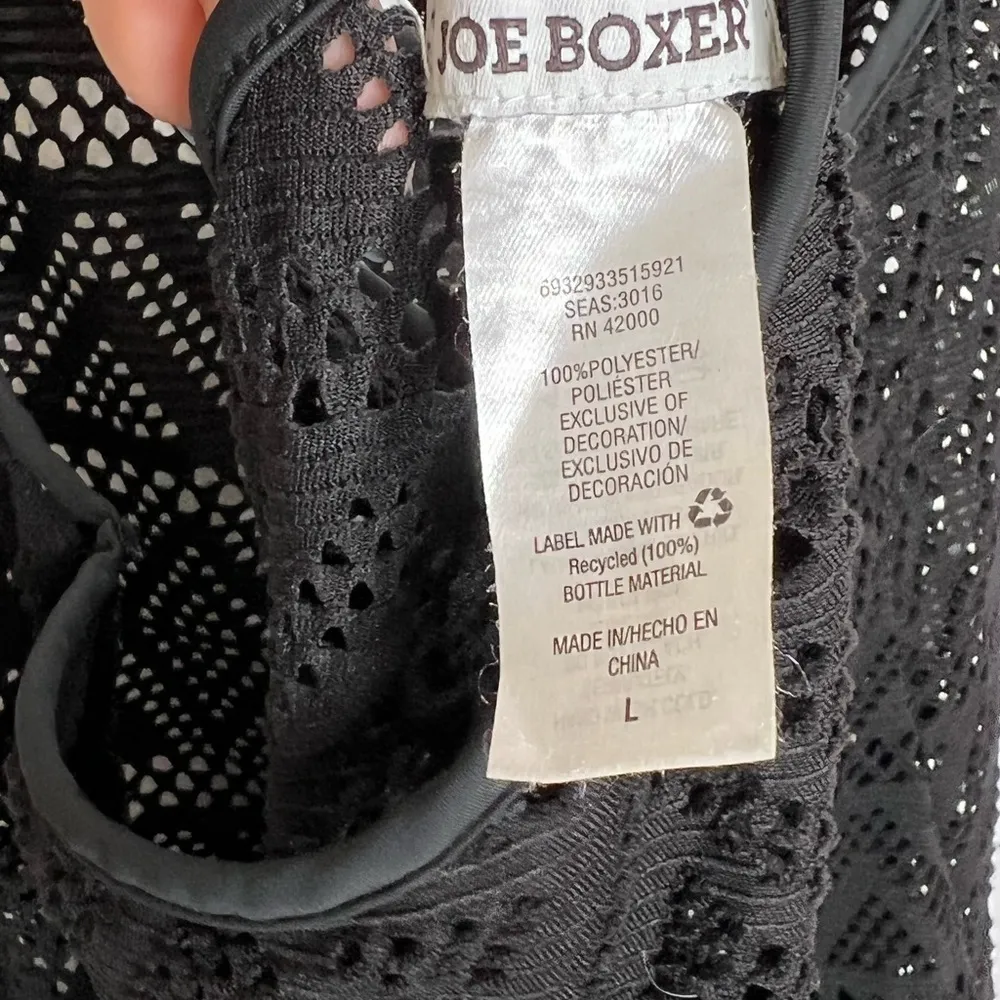 JOE BOXER
6932933515921
SEAS:3016
RN 42000
100%POLYESTER/
POLIÉSTER
EXCLUSIVE OF
DECORATION/
EXCLUSIVO DE
DECORACIÓN
LABEL MADE WITH
Recycled (100%)
BOTTLE MATERIAL
MADE IN/HECHO EN
CHINA
L